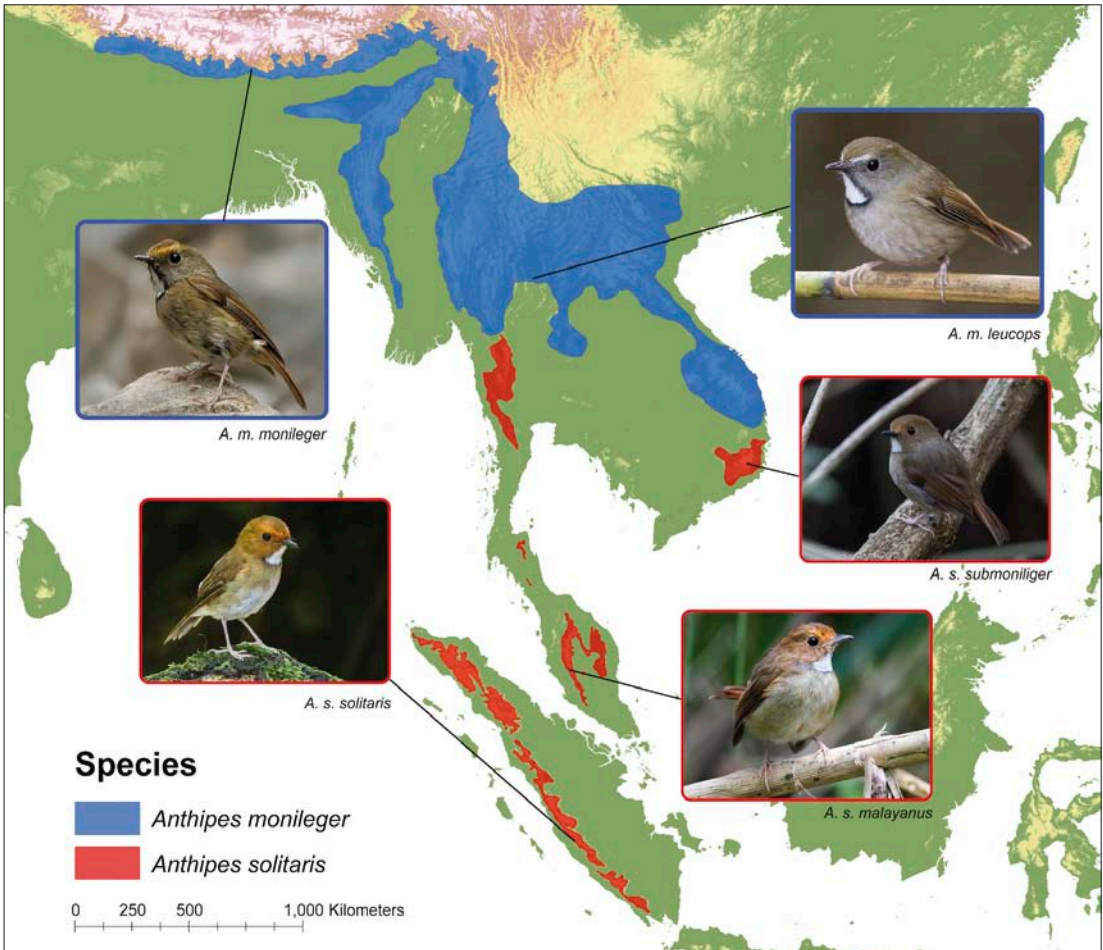 A. m. leucops
A. m. monileger
A. s. submoniliger
A. s. solitaris
A. s. malayanus
Species
Anthipes monileger
Anthipes solitaris
0 250 500 1,000 Kilometers